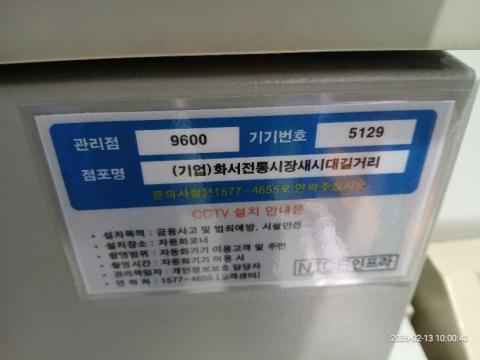 관리점 9600 기기번호 5129
점포명 (기업)화서전통시장새시대길거리
문의사항은1577-4655로 연락주십시오
CCTV 설치 안내문
• 설치목적 : 금융사고 및 범죄예방, 시설안전
• 설치장소 : 자동화코너
• 촬영범위 : 자동화기기 이용고객 및 주변
• 촬영시간 : 자동화기기 이용 시
• 관리책임자 : 개인정보보호 담당자
• 연 락 처 : 1577-4655 [고객센터]
NICE인프라
10:00:42